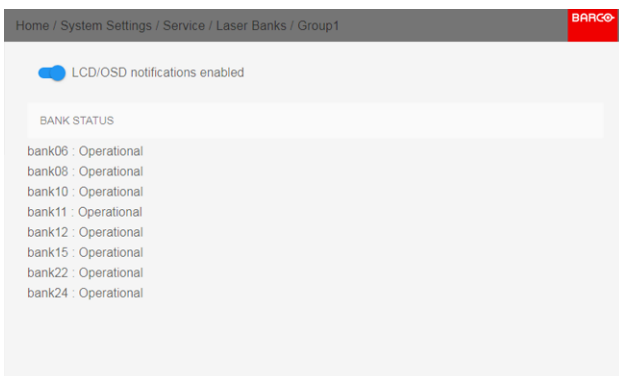 Home / System Settings / Service / Laser Banks / Group1
BARCO
LCD/OSD notifications enabled
BANK STATUS
bank06 : Operational
bank08 : Operational
bank10 : Operational
bank11 : Operational
bank12 : Operational
bank15 : Operational
bank22 : Operational
bank24 : Operational